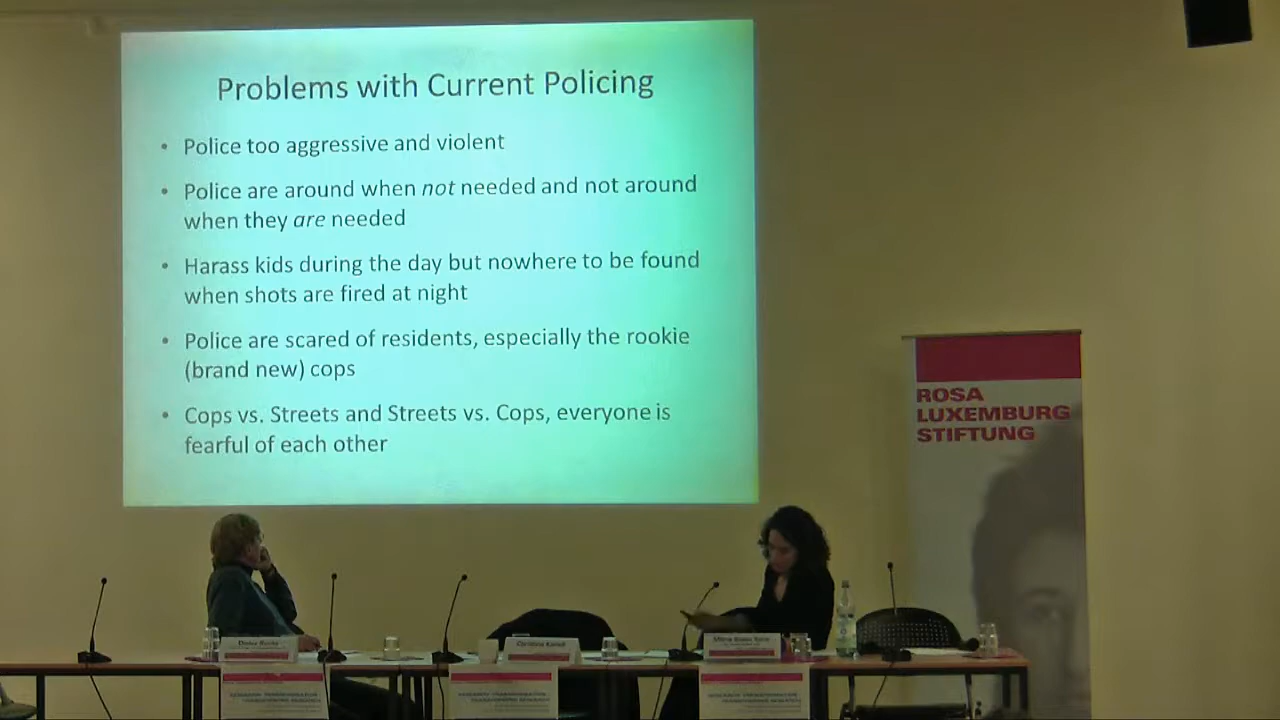 Problems with Current Policing
• Police too aggressive and violent
• Police are around when not needed and not around
when they are needed
• Harass kids during the day but nowhere to be found
when shots are fired at night
• Police are scared of residents, especially the rookie
(brand new) cops
• Cops vs. Streets and Streets vs. Cops, everyone is
fearful of each other
ROSA
LUXEMBURG
STIFTUNG